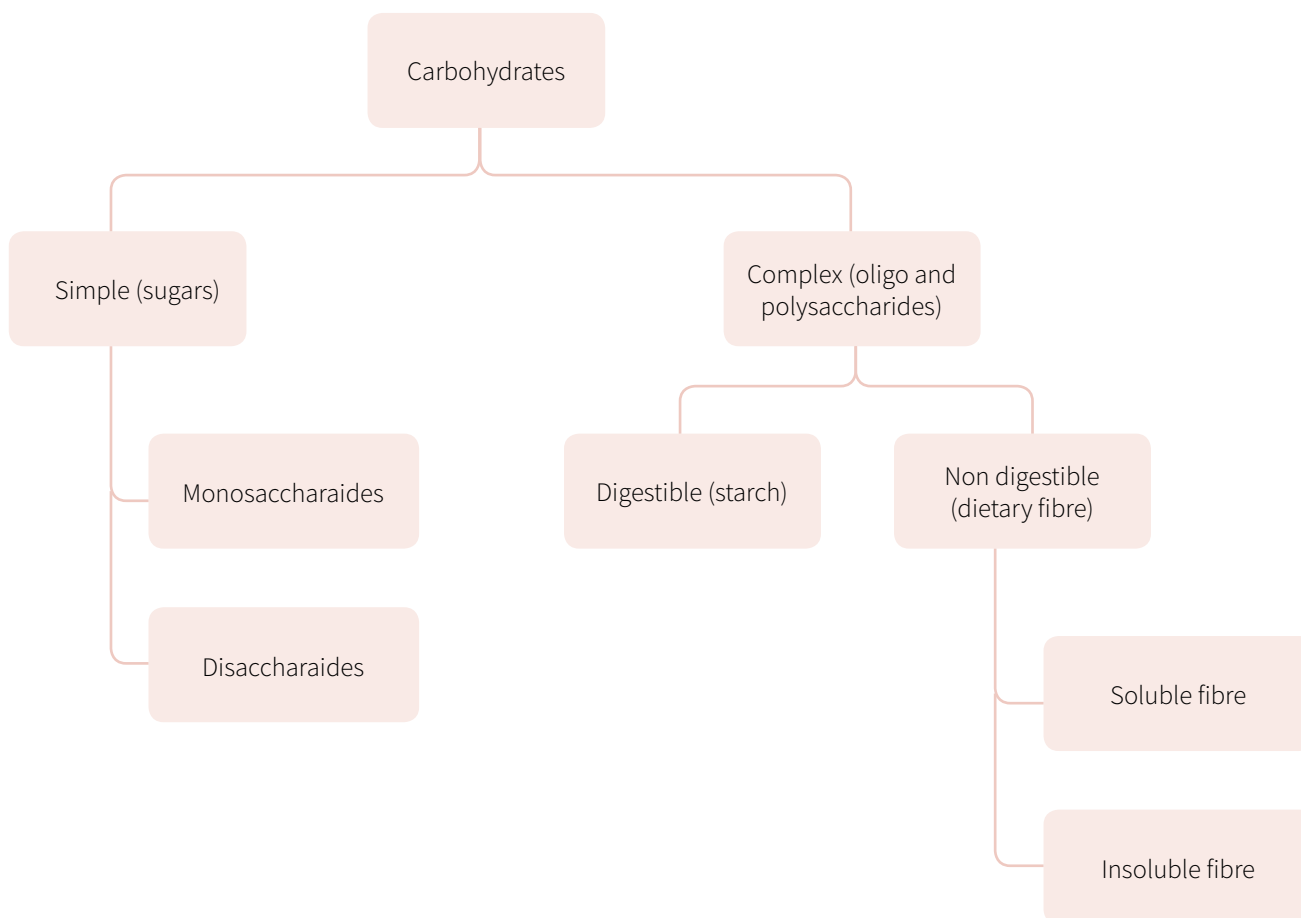 Carbohydrates
Simple (sugars)
Complex (oligo and
polysaccharides)
Monosaccharaides
Digestible (starch)
Non digestible
(dietary fibre)
Disaccharaides
Soluble fibre
Insoluble fibre